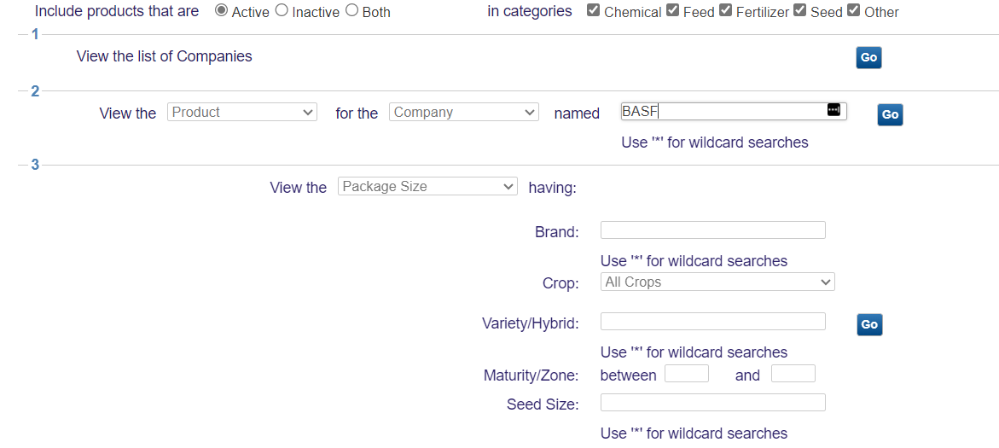 Include products that are Active Inactive Both in categories Chemical Feed Fertilizer Seed Other
1
View the list of Companies Go
2
View the Product for the Company named BASF Go
Use '*' for wildcard searches
3
View the Package Size having:
Brand:
Use '*' for wildcard searches
Crop: All Crops
Variety/Hybrid: Go
Use '*' for wildcard searches
Maturity/Zone: between and
Seed Size:
Use '*' for wildcard searches